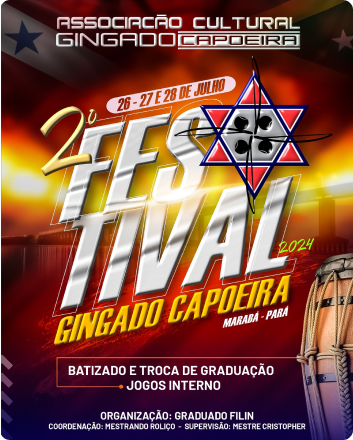 ASSOCIACÃO CULTURAL
GINGADO CAPOEIRA
26 - 27 E 28 DE JULHO
2º
FES
TIVAL
2024
GINGADO CAPOEIRA
MARABÁ - PARÁ
BATIZADO E TROCA DE GRADUAÇÃO
JOGOS INTERNO
ORGANIZAÇÃO: GRADUADO FILIN
COORDENAÇÃO: MESTRANDO ROLIÇO - SUPERVISÃO: MESTRE CRISTOPHER